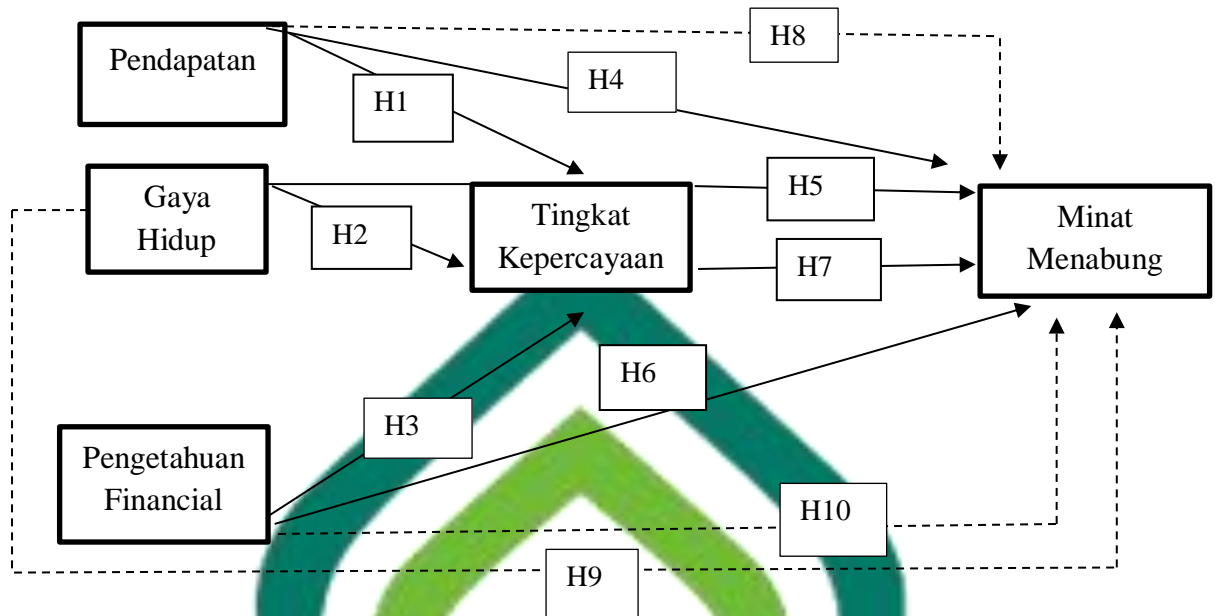 Pendapatan
H8
H4
H1
Gaya
Hidup
H2
Tingkat
Kepercayaan
H5
H7
Minat
Menabung
H6
H3
Pengetahuan
Financial
H10
H9